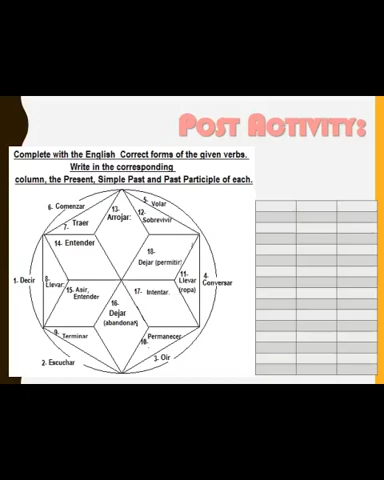 Post Activity:
Complete with the English Correct forms of the given verbs.
Write in the corresponding
column, the Present, Simple Past and Past Participle of each.
6- Comenzar
13-
Arrojar:
5- Volar
7- Traer
12-
Sobrevivir
14- Entender
18-
Dejar (permitir)
1- Decir
8-
Llevar:
15- Asir,
Entender
17- Intentar.
11-
Llevar
(ropa)
4-
Conversar
16-
Dejar
(abandonar)
9-
Terminar
Permanecer
10-
2- Escuchar
3- Oir